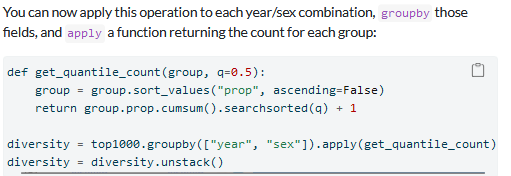 You can now apply this operation to each year/sex combination, groupby those
fields, and apply a function returning the count for each group:
def get_quantile_count(group, q=0.5):
    group = group.sort_values("prop", ascending=False)
    return group.prop.cumsum().searchsorted(q) + 1
diversity = top1000.groupby(["year", "sex"]).apply(get_quantile_count)
diversity = diversity.unstack()